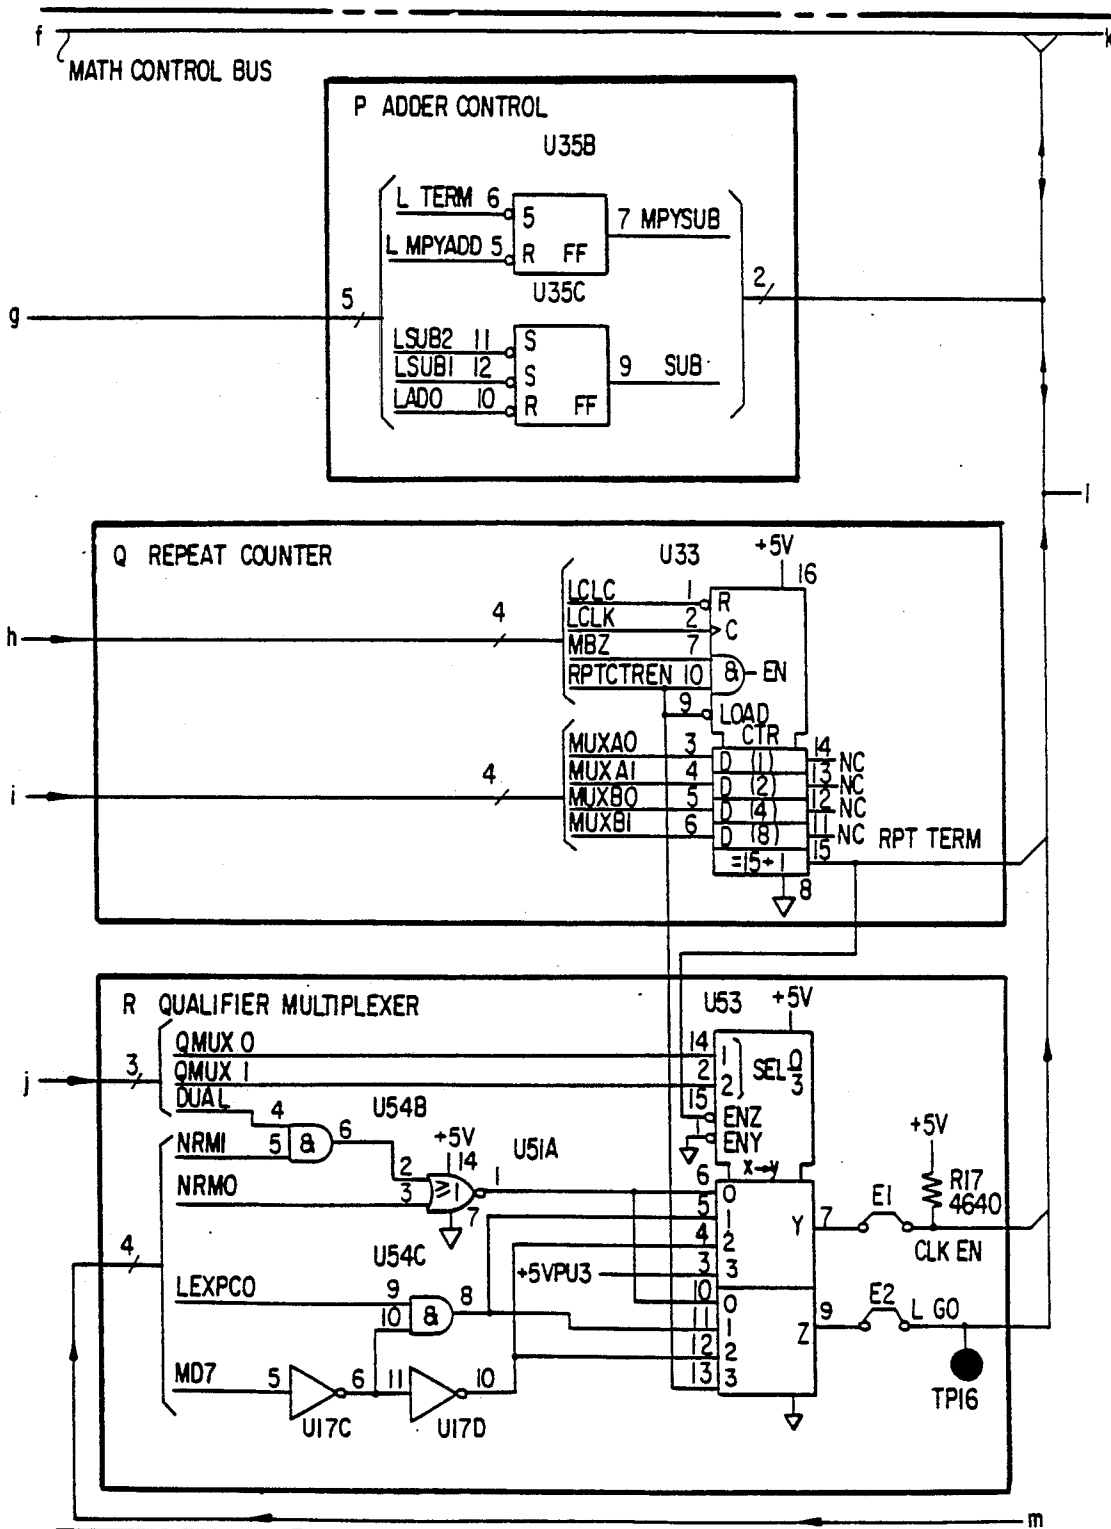 f
k
MATH CONTROL BUS
P ADDER CONTROL
U35B
L TERM 6
5
7 MPYSUB
L MPYADD 5
R FF
U35C
g
5
2
LSUB2 11
S
LSUB1 12
S
9 SUB
LADO 10
R FF
l
Q REPEAT COUNTER
U33
+5V
16
h
4
LCLC 1
R
LCLK 2
C
MBZ 7
RPTCTREN 10
& EN
9
LOAD
CTR
i
4
MUXA0 3
D (1)
14 NC
MUXA1 4
D (2)
13 NC
MUXB0 5
D (4)
12 NC
MUXB1 6
D (8)
11 NC
=15+1
15
RPT TERM
8
R QUALIFIER MULTIPLEXER
U53
+5V
j
3
QMUX 0
14
1
QMUX 1
2
2
SEL 0/3
DUAL
4
15
ENZ
1
ENY
U54B
NRM1
5
&
6
+5V
14
U51A
X→Y
NRM0
2
3
≥1
1
7
6
0
5
1
4
2
3
3
Y
7
E1
+5V
R17
4640
CLK EN
4
U54C
+5VPU3
LEXPCO
9
10
&
8
10
0
11
1
12
2
13
3
Z
9
E2
L GO
TP16
MD7
5
6
11
10
U17C
U17D
m